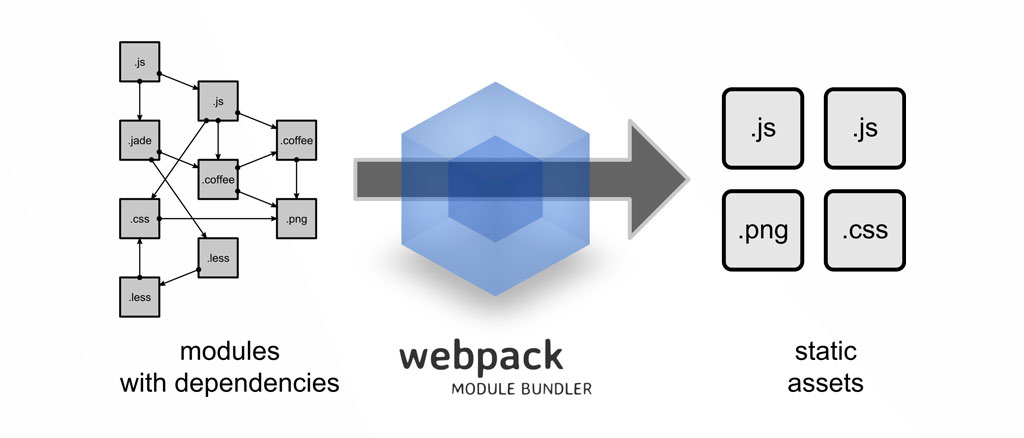 .js
.js
.jade
.coffee
.coffee
.css
.png
.less
.less
modules
with dependencies
webpack
MODULE BUNDLER
.js
.js
.png
.css
static
assets